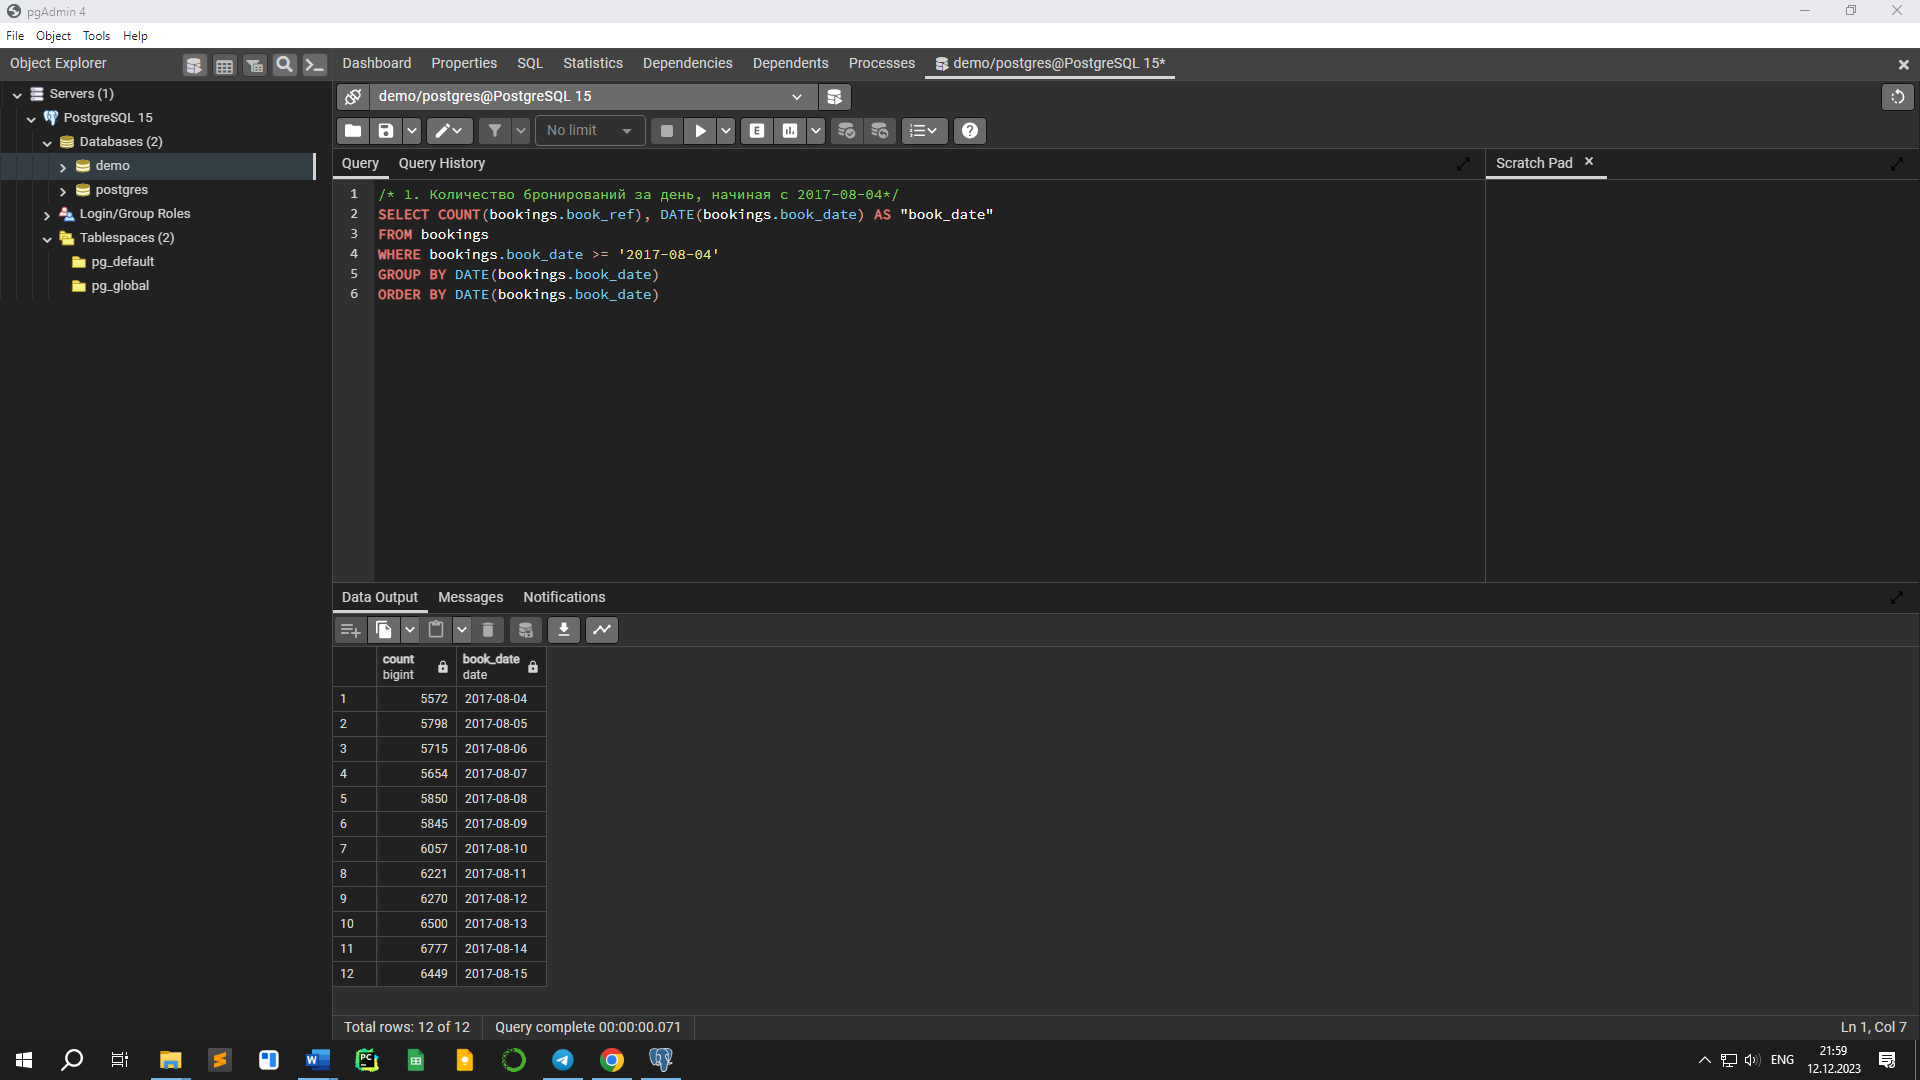 pgAdmin 4
File Object Tools Help
Object Explorer
Dashboard Properties SQL Statistics Dependencies Dependents Processes demo/postgres@PostgreSQL 15*
Servers (1)
PostgreSQL 15
Databases (2)
demo
postgres
Login/Group Roles
Tablespaces (2)
pg_default
pg_global
demo/postgres@PostgreSQL 15
No limit
E
Query Query History
Scratch Pad
1 /* 1. Количество бронирований за день, начиная с 2017-08-04*/
2 SELECT COUNT(bookings.book_ref), DATE(bookings.book_date) AS "book_date"
3 FROM bookings
4 WHERE bookings.book_date >= '2017-08-04'
5 GROUP BY DATE(bookings.book_date)
6 ORDER BY DATE(bookings.book_date)
Data Output Messages Notifications
count book_date
bigint date
1 5572 2017-08-04
2 5798 2017-08-05
3 5715 2017-08-06
4 5654 2017-08-07
5 5850 2017-08-08
6 5845 2017-08-09
7 6057 2017-08-10
8 6221 2017-08-11
9 6270 2017-08-12
10 6500 2017-08-13
11 6777 2017-08-14
12 6449 2017-08-15
Total rows: 12 of 12 Query complete 00:00:00.071 Ln 1, Col 7
W PC ENG 21:59
12.12.2023